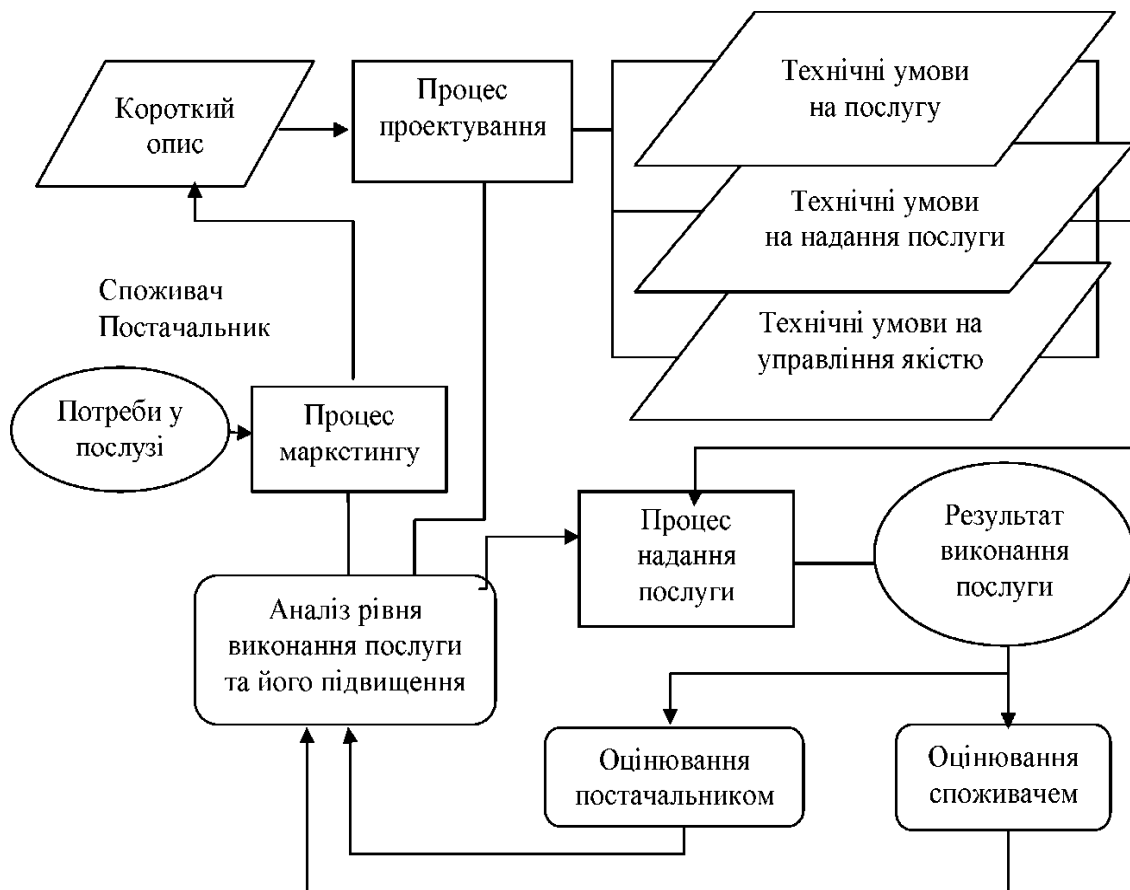 Короткий
опис
Процес
проектування
Технічні умови
на послугу
Технічні умови
на надання послуги
Технічні умови на
управління якістю
Споживач
Постачальник
Потреби у
послузі
Процес
маркетингу
Процес
надання
послуги
Результат
виконання
послуги
Аналіз рівня
виконання послуги
та його підвищення
Оцінювання
постачальником
Оцінювання
споживачем